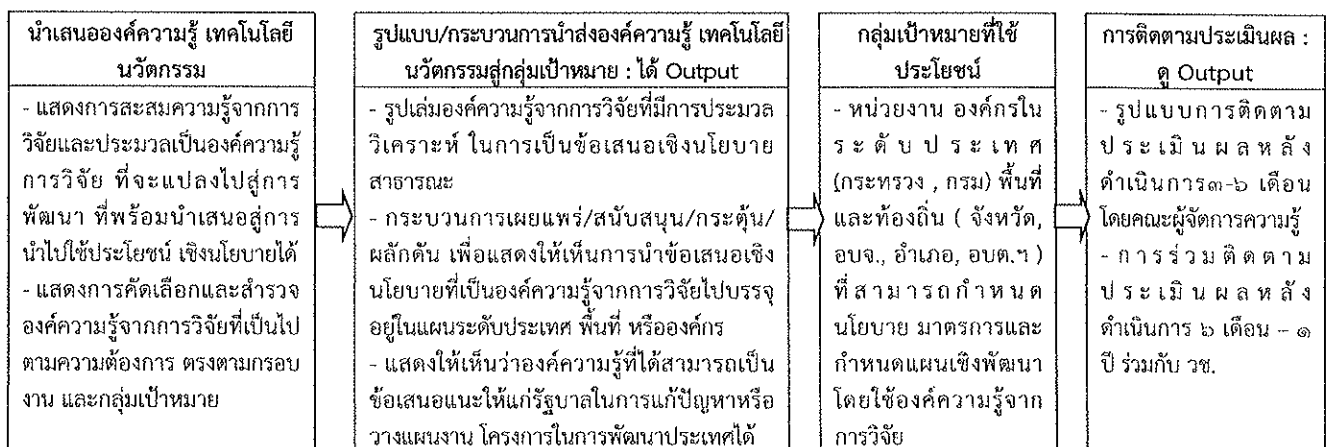 นำเสนอองค์ความรู้ เทคโนโลยี
นวัตกรรม
- แสดงการสะสมความรู้จากการ
วิจัยและประมวลเป็นองค์ความรู้
การวิจัย ที่จะแปลงไปสู่การ
พัฒนา ที่พร้อมนำเสนอสู่การ
นำไปใช้ประโยชน์ เชิงนโยบายได้
- แสดงการคัดเลือกและสำรวจ
องค์ความรู้จากการวิจัยที่เป็นไป
ตามความต้องการ ตรงตามกรอบ
งาน และกลุ่มเป้าหมาย
รูปแบบ/กระบวนการนำส่งองค์ความรู้ เทคโนโลยี
นวัตกรรมสู่กลุ่มเป้าหมาย : ได้ Output
- รูปเล่มองค์ความรู้จากการวิจัยที่มีการประมวล
วิเคราะห์ ในการเป็นข้อเสนอเชิงนโยบาย
สาธารณะ
- กระบวนการเผยแพร่/สนับสนุน/กระตุ้น/
ผลักดัน เพื่อแสดงให้เห็นการนำข้อเสนอเชิง
นโยบายที่เป็นองค์ความรู้จากการวิจัยไปบรรจุ
อยู่ในแผนระดับประเทศ พื้นที่ หรือองค์กร
- แสดงให้เห็นว่าองค์ความรู้ที่ได้สามารถเป็น
ข้อเสนอแนะให้แก่รัฐบาลในการแก้ปัญหาหรือ
วางแผนงาน โครงการในการพัฒนาประเทศได้
กลุ่มเป้าหมายที่ใช้
ประโยชน์
- หน่วยงาน องค์กรใน
ระดับประเทศ
(กระทรวง , กรม) พื้นที่
และท้องถิ่น ( จังหวัด,
อบจ., อำเภอ, อบต.ฯ )
ที่สามารถกำหนด
นโยบาย มาตรการและ
กำหนดแผนเชิงพัฒนา
โดยใช้องค์ความรู้จาก
การวิจัย
การติดตามประเมินผล :
ดู Output
- รูปแบบการติดตาม
ประเมินผลหลัง
ดำเนินการ๓-๖ เดือน
โดยคณะผู้จัดการความรู้
- การร่วมติดตาม
ประเมินผลหลัง
ดำเนินการ ๖ เดือน – ๑
ปี ร่วมกับ วช.